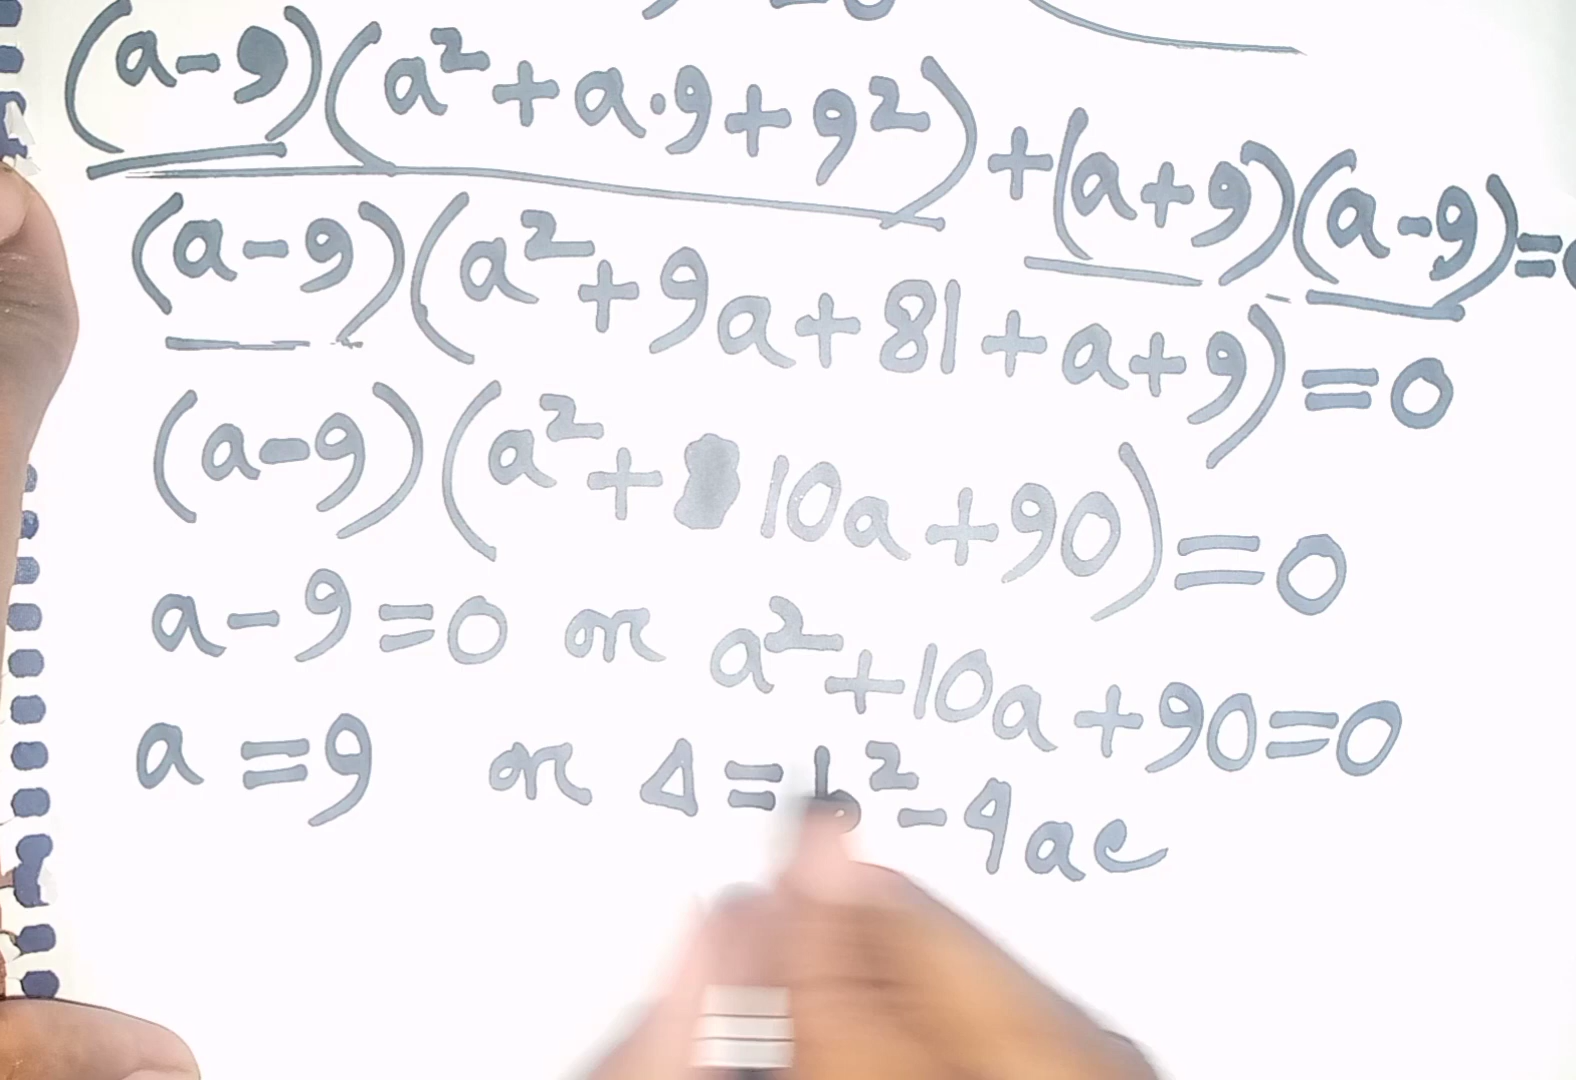 (a-9)(a²+a·9+9²)+(a+9)(a-9)=0
(a-9)(a²+9a+81+a+9)=0
(a-9)(a²+10a+90)=0
a-9=0 or a²+10a+90=0
a=9 or Δ=b²-4ac